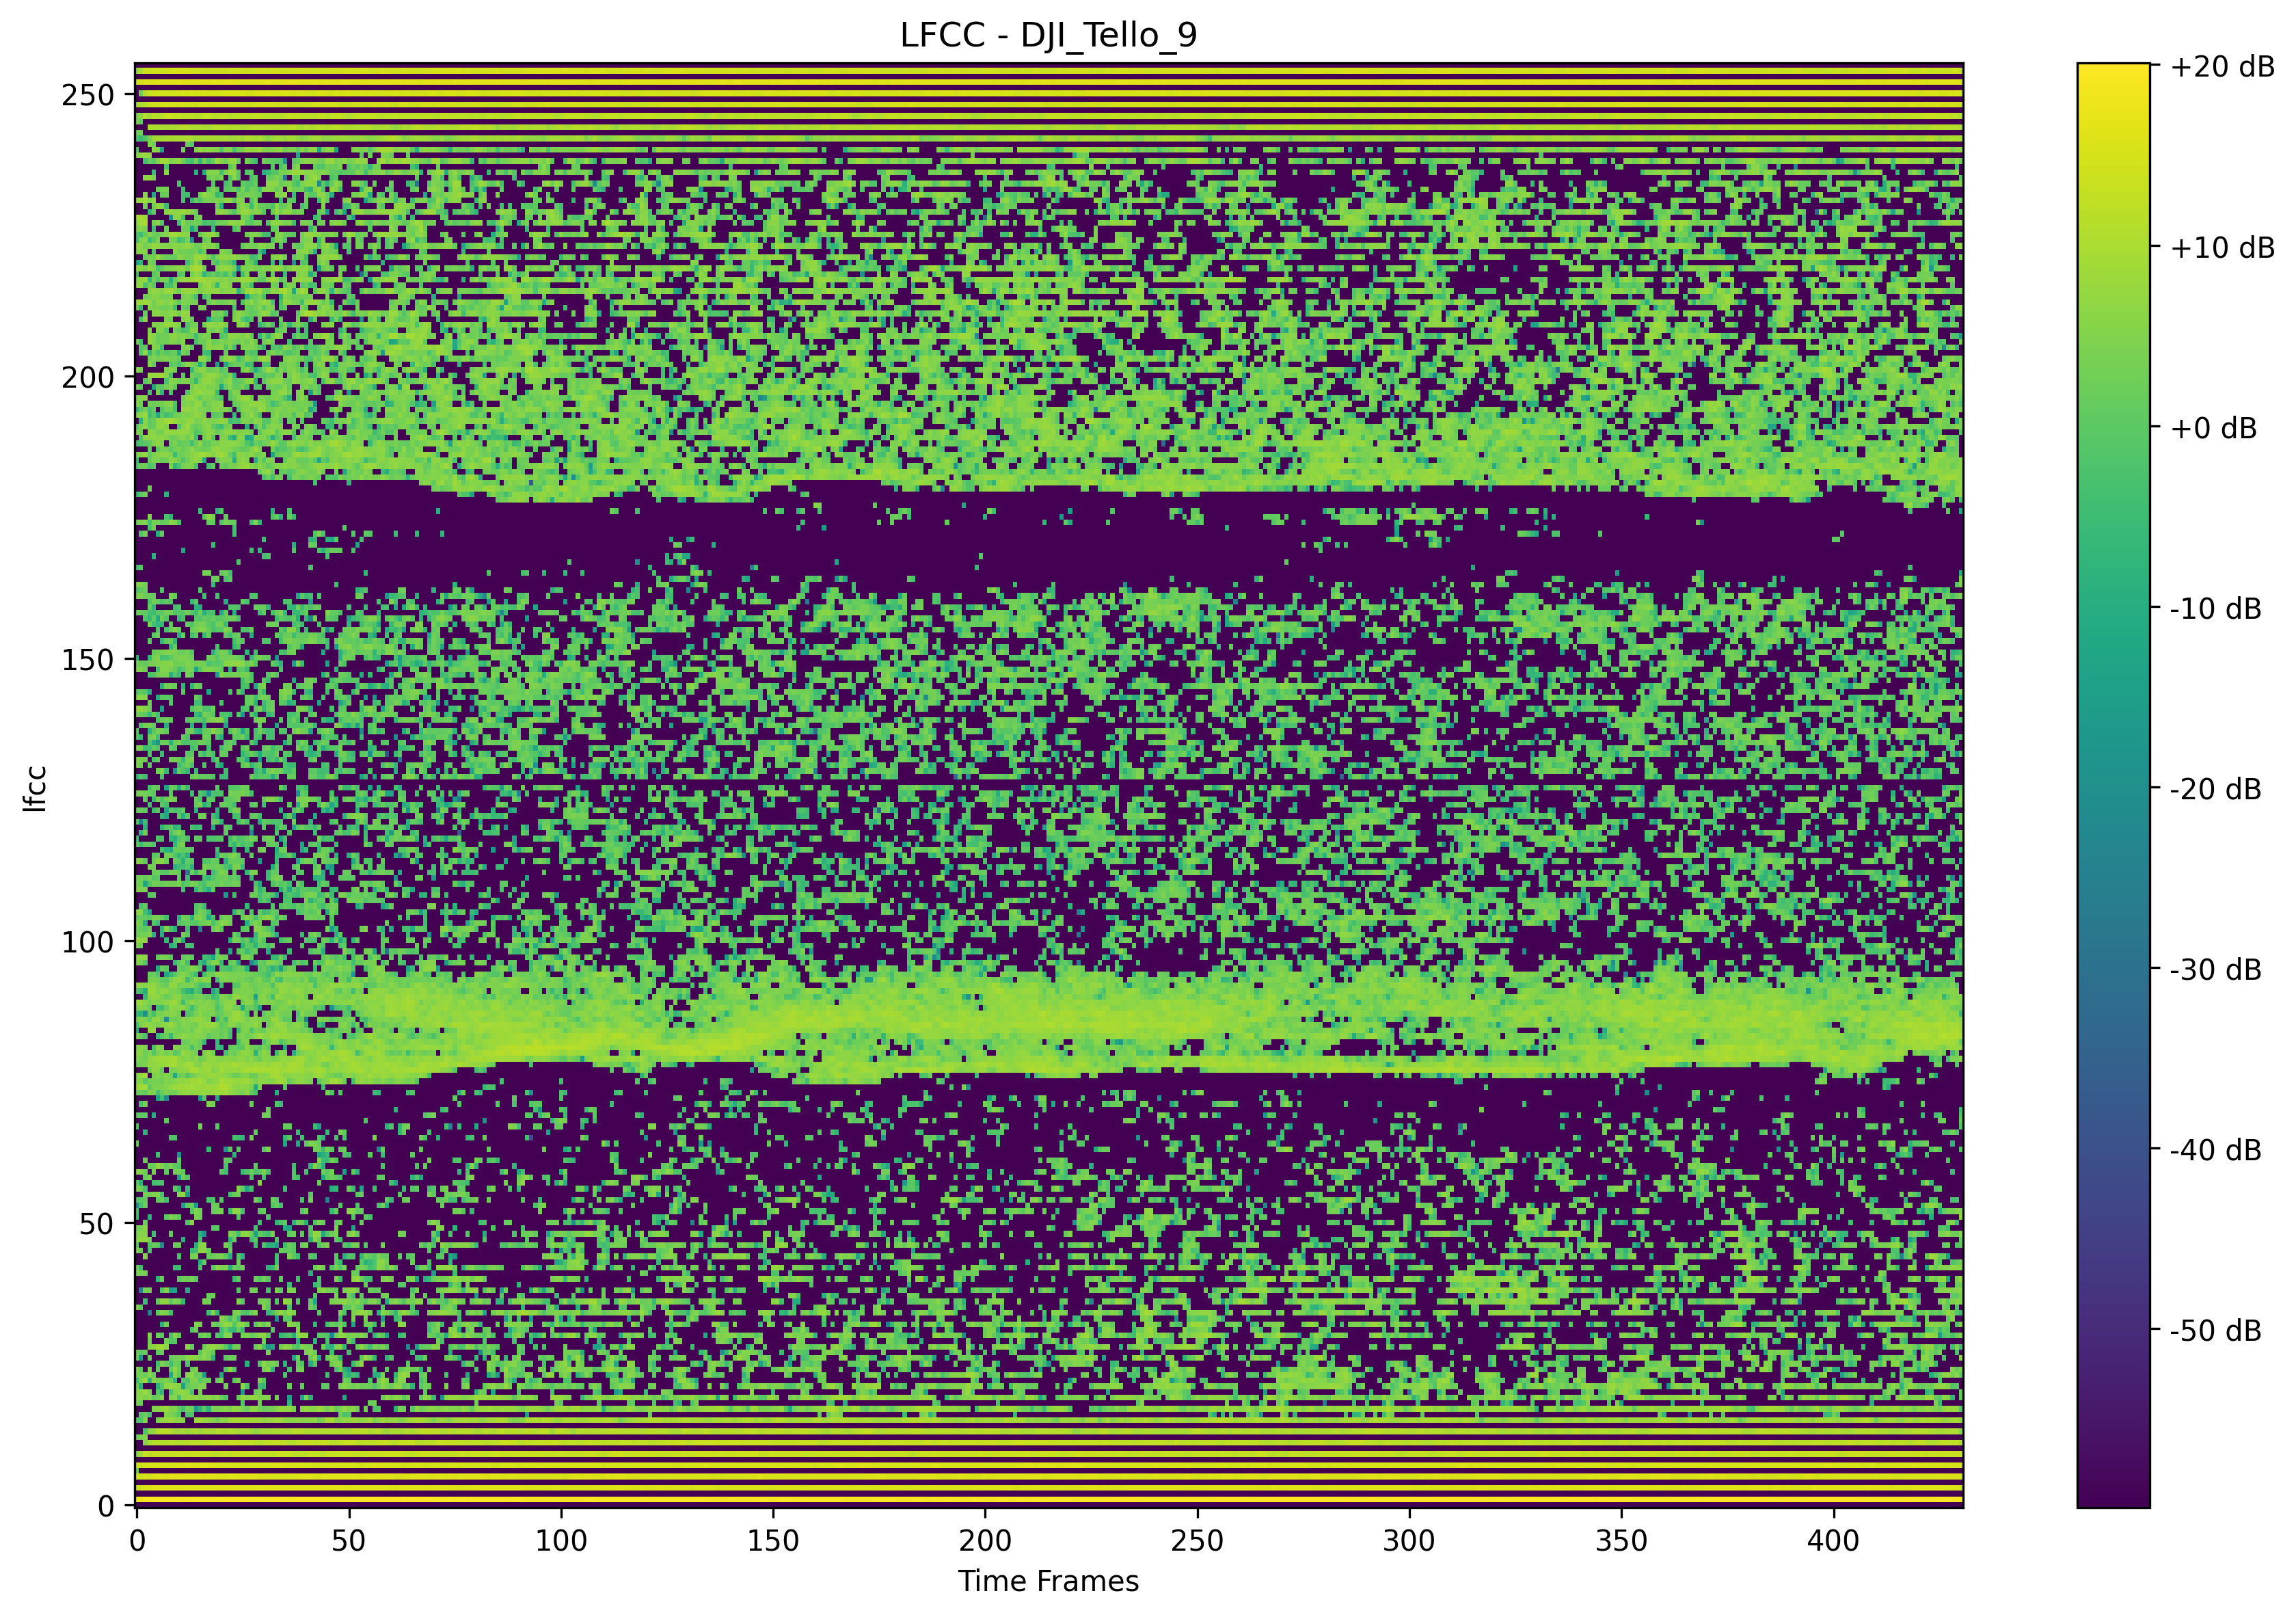 LFCC - DJI_Tello_9
250
200
150
100
50
0
lfcc
0 50 100 150 200 250 300 350 400
Time Frames
+20 dB
+10 dB
+0 dB
-10 dB
-20 dB
-30 dB
-40 dB
-50 dB